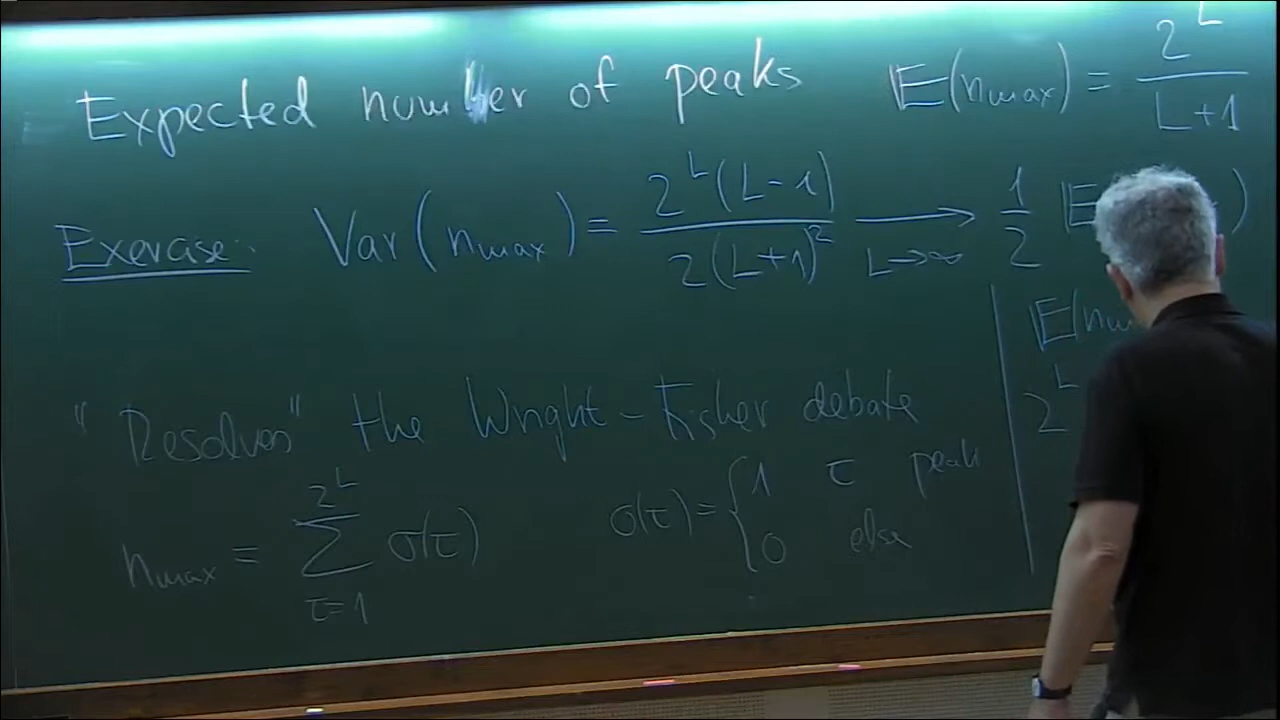 Expected number of peaks 𝔼(n_max) = 2^L / (L+1)
Exercise: Var(n_max) = 2^L (L-1) / 2(L+1)^2 ⟶ L→∞ 1/2 𝔼( )
𝔼(n
2^L
"Resolves" the Wright - Fisher debate
n_max = ∑_{τ=1}^{2^L} σ(τ) σ(τ) = { 1 τ peak
0 else